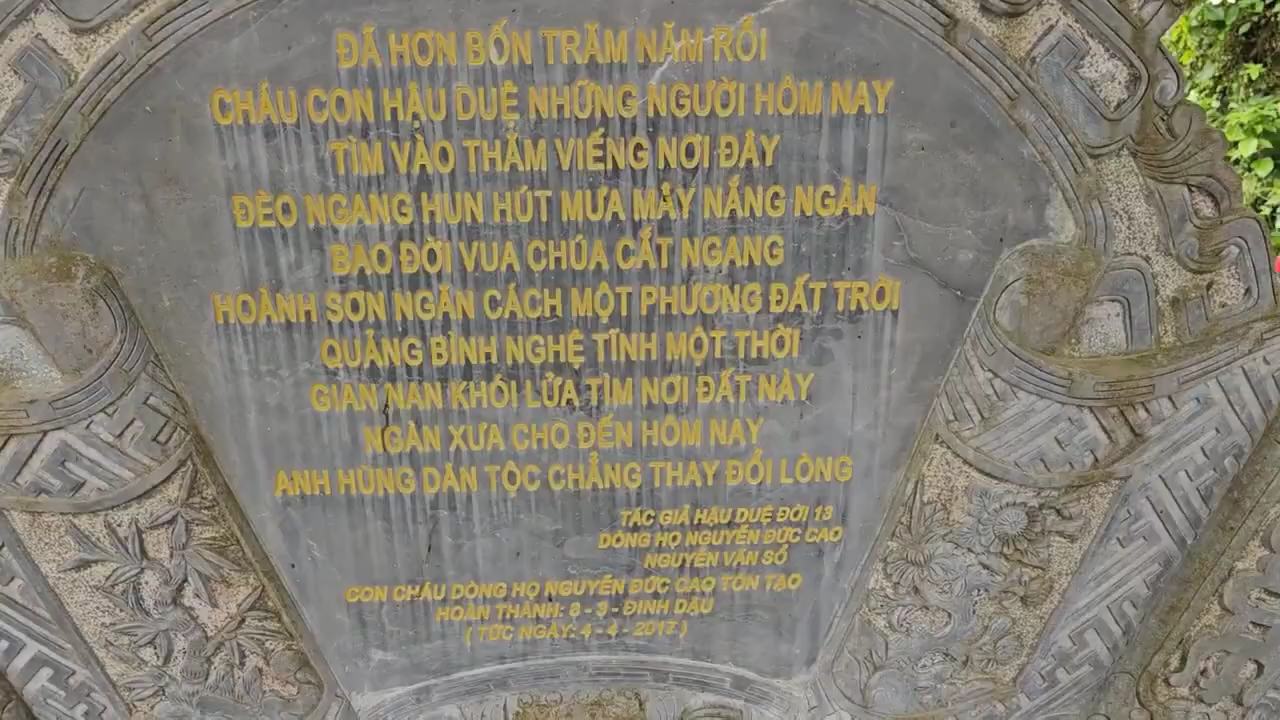 ĐÃ HƠN BỐN TRĂM NĂM RỒI
CHÁU CON HẬU DUỆ NHỮNG NGƯỜI HÔM NAY
TÌM VÀO THẲM VIẾNG NƠI ĐÂY
ĐÈO NGANG HUN HÚT MƯA MÂY NẮNG NGÀN
BAO ĐỜI VUA CHÚA CẮT NGANG
HOÀNH SƠN NGĂN CÁCH MỘT PHƯƠNG ĐẤT TRỜI
QUẢNG BÌNH NGHỆ TĨNH MỘT THỜI
GIAN NAN KHÓI LỬA TÌM NƠI ĐẤT NÀY
NGÀN XƯA CHO ĐẾN HÔM NAY
ANH HÙNG DÂN TỘC CHẲNG THAY ĐỔI LÒNG
TÁC GIẢ HẬU DUỆ ĐỜI 13
DÒNG HỌ NGUYỄN ĐỨC CAO
NGUYỄN VĂN SỔ
CON CHÁU DÒNG HỌ NGUYỄN ĐỨC CAO TÔN TẠO
HOÀN THÀNH: 8 - 3 - ĐINH DẬU
( TỨC NGÀY: 4 - 4 - 2017 )